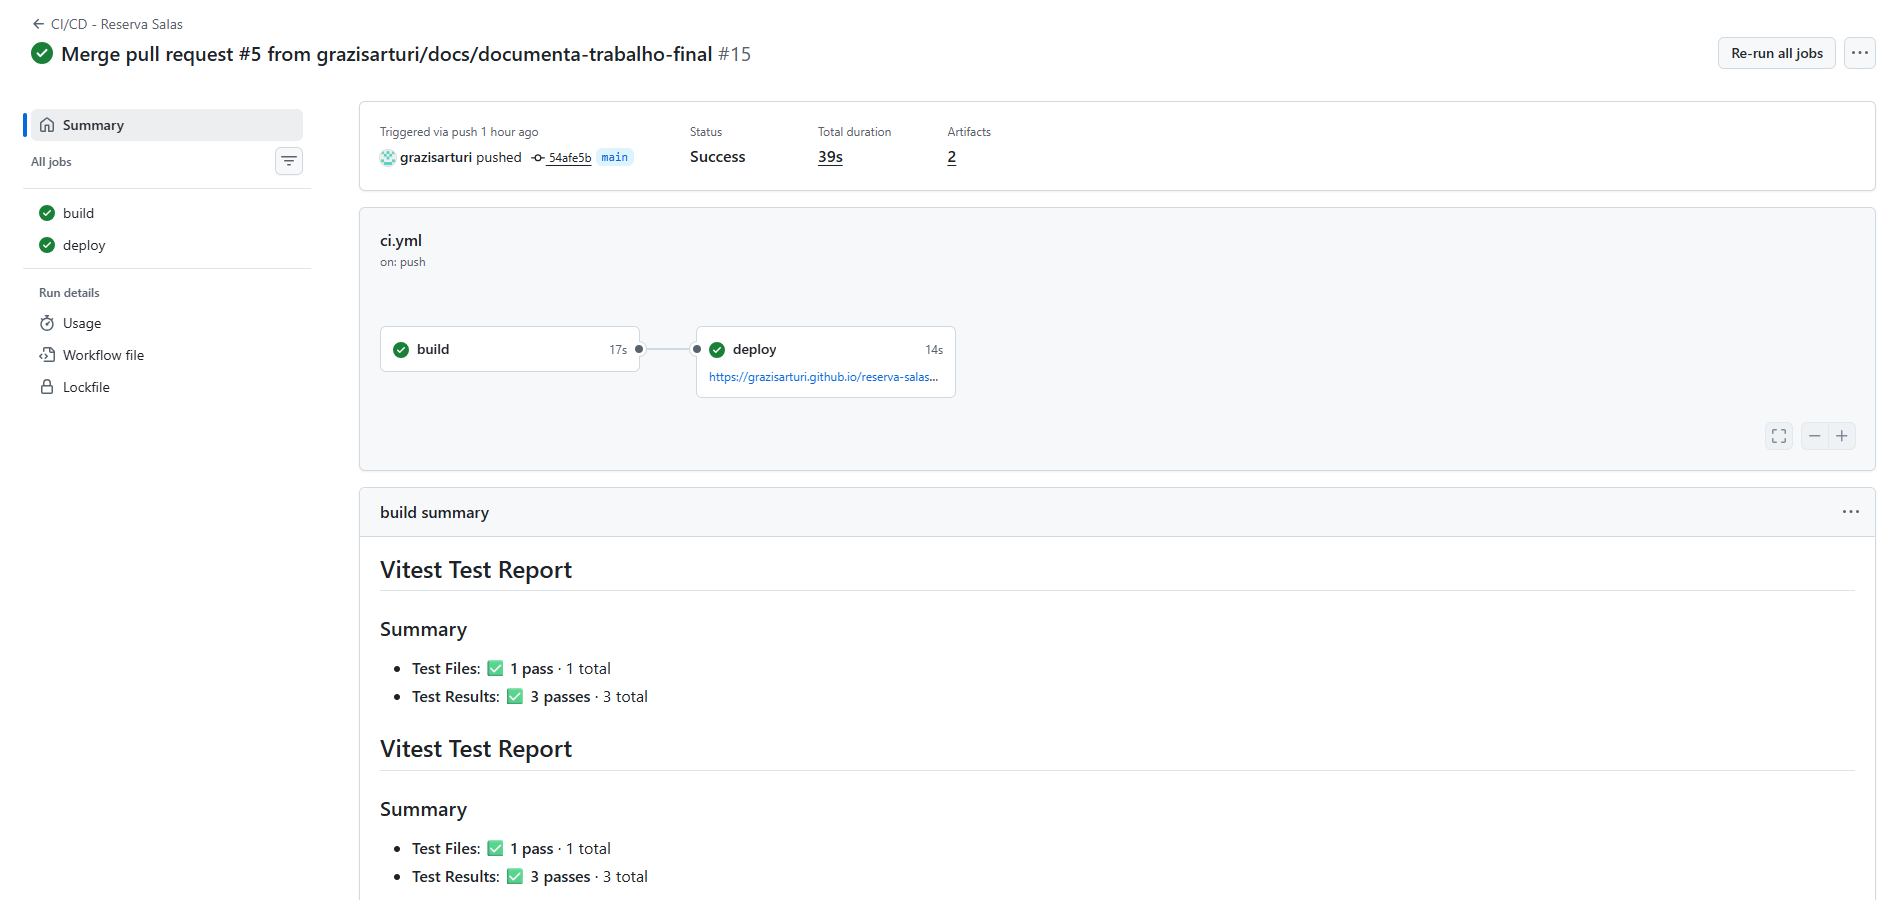 CI/CD - Reserva Salas
Merge pull request #5 from grazisarturi/docs/documenta-trabalho-final #15
Re-run all jobs
Summary
All jobs
build
deploy
Run details
Usage
Workflow file
Lockfile
Triggered via push 1 hour ago
grazisarturi pushed 54afe5b main
Status
Success
Total duration
39s
Artifacts
2
ci.yml
on: push
build 17s
deploy 14s
https://grazisarturi.github.io/reserva-salas...
build summary
Vitest Test Report
Summary
Test Files: ✅ 1 pass · 1 total
Test Results: ✅ 3 passes · 3 total
Vitest Test Report
Summary
Test Files: ✅ 1 pass · 1 total
Test Results: ✅ 3 passes · 3 total